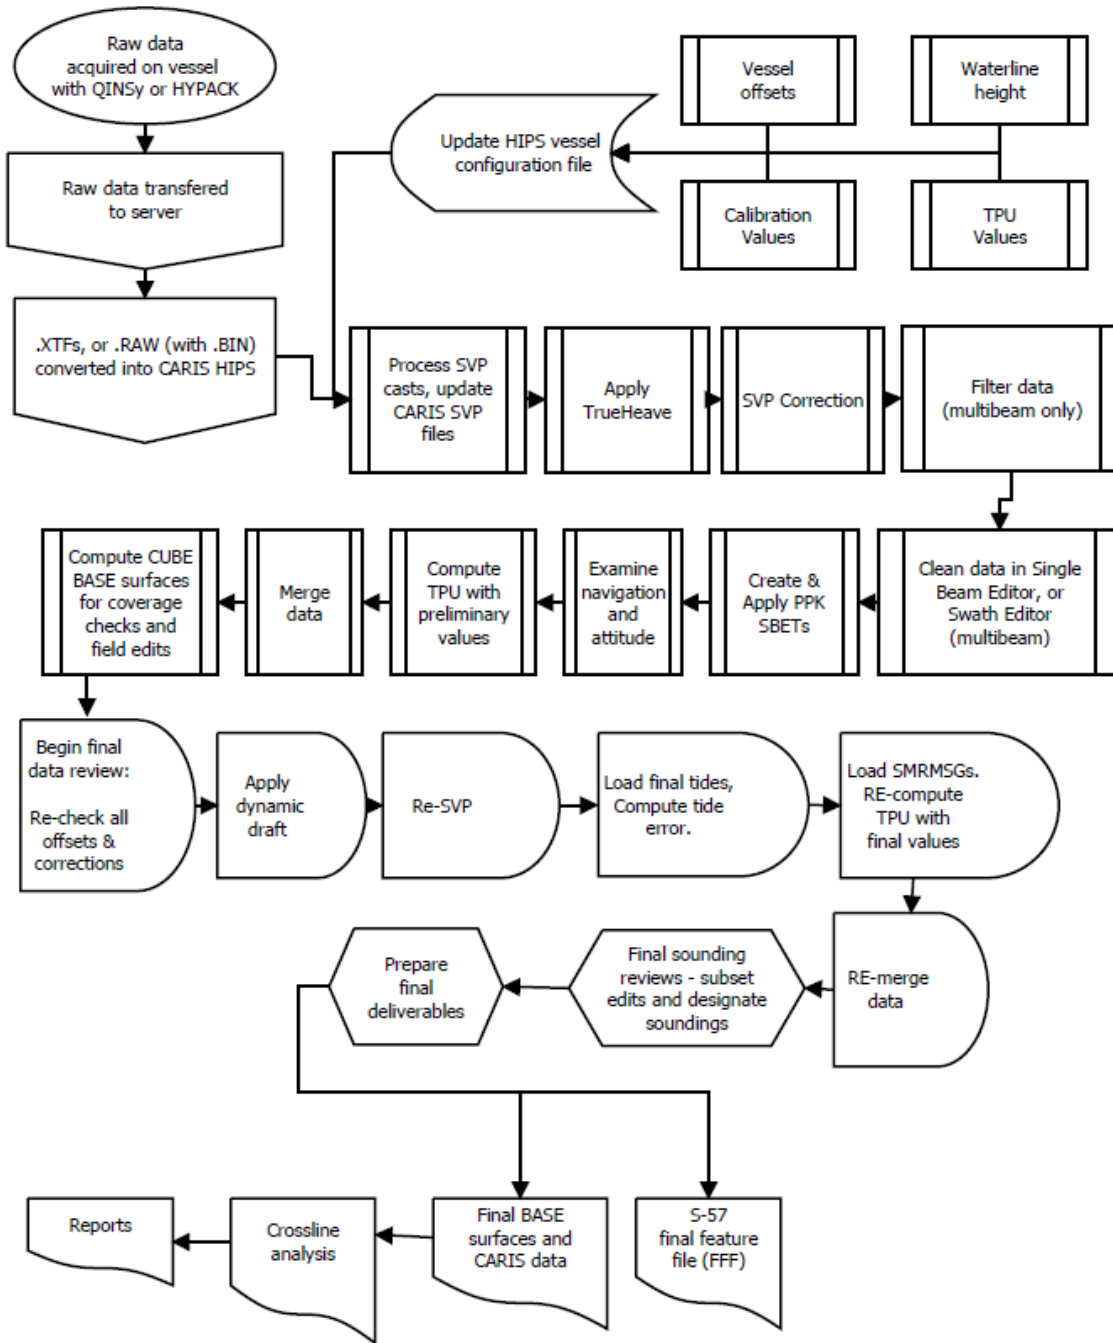 Raw data
acquired on vessel
with QINSy or HYPACK
Vessel
offsets
Waterline
height
Update HIPS vessel
configuration file
Raw data transfered
to server
Calibration
Values
TPU
Values
.XTFs, or .RAW (with .BIN)
converted into CARIS HIPS
Process SVP
casts, update
CARIS SVP
files
Apply
TrueHeave
SVP Correction
Filter data
(multibeam only)
Compute CUBE
BASE surfaces
for coverage
checks and
field edits
Merge
data
Compute
TPU with
preliminary
values
Examine
navigation
and
attitude
Create &
Apply PPK
SBETs
Clean data in Single
Beam Editor, or
Swath Editor
(multibeam)
Begin final
data review:
Re-check all
offsets &
corrections
Apply
dynamic
draft
Re-SVP
Load final tides,
Compute tide
error.
Load SMRMSGs.
RE-compute
TPU with
final values
Prepare
final
deliverables
Final sounding
reviews - subset
edits and designate
soundings
RE-merge
data
Reports
Crossline
analysis
Final BASE
surfaces and
CARIS data
S-57
final feature
file (FFF)